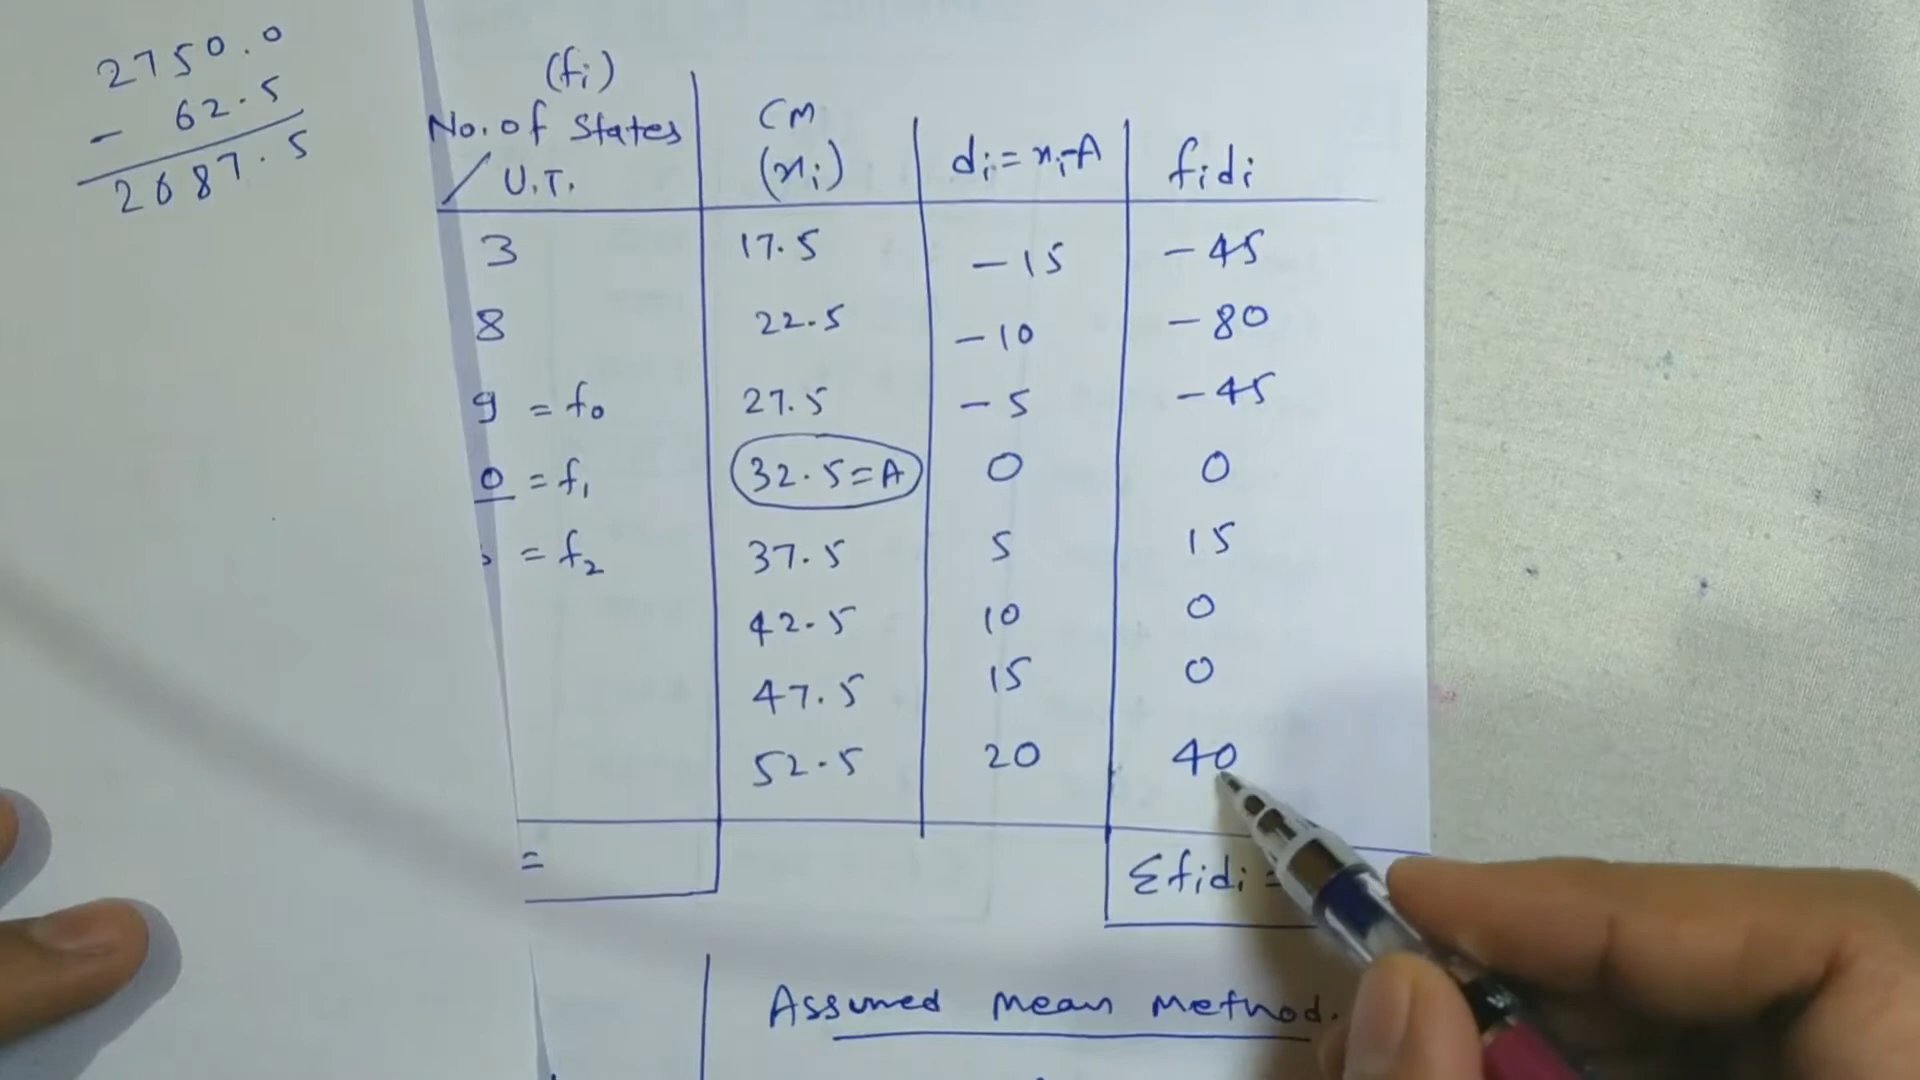 2750.0
- 62.5
2687.5
(fi)
No. of States
/ U.T.
CM
(xi)
di = xi-A
fidi
3 17.5 -15 -45
8 22.5 -10 -80
9 = f0 27.5 -5 -45
0 = f1 32.5=A 0 0
= f2 37.5 5 15
42.5 10 0
47.5 15 0
52.5 20 40
=
Σfidi =
Assumed Mean Method.